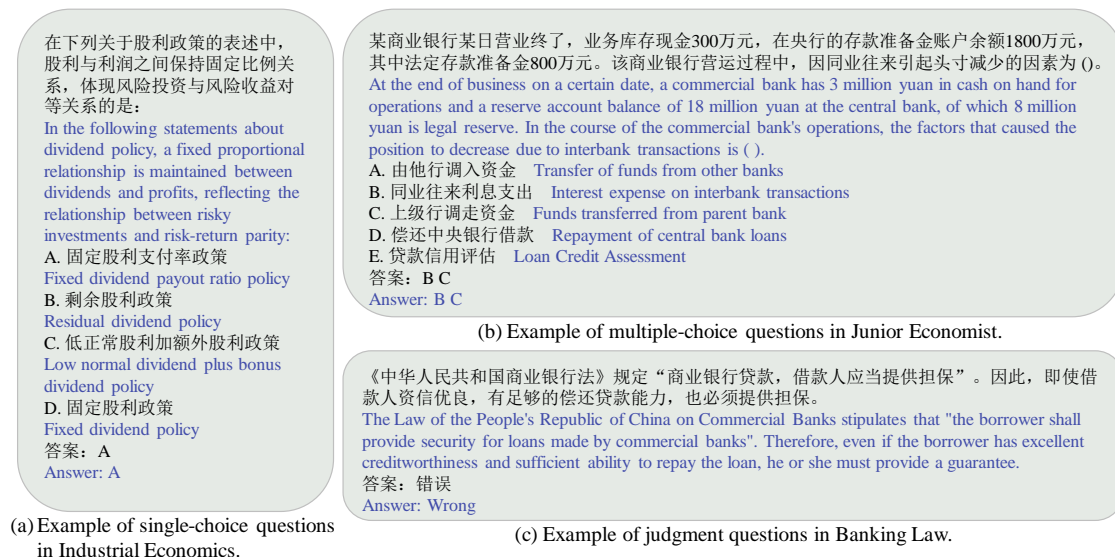 在下列关于股利政策的表述中，
股利与利润之间保持固定比例关
系，体现风险投资与风险收益对
等关系的是：
In the following statements about
dividend policy, a fixed proportional
relationship is maintained between
dividends and profits, reflecting the
relationship between risky
investments and risk-return parity:
A. 固定股利支付率政策
Fixed dividend payout ratio policy
B. 剩余股利政策
Residual dividend policy
C. 低正常股利加额外股利政策
Low normal dividend plus bonus
dividend policy
D. 固定股利政策
Fixed dividend policy
答案：A
Answer: A
(a) Example of single-choice questions
in Industrial Economics.
某商业银行某日营业终了，业务库存现金300万元，在央行的存款准备金账户余额1800万元，
其中法定存款准备金800万元。该商业银行营运过程中，因同业往来引起头寸减少的因素为 ()。
At the end of business on a certain date, a commercial bank has 3 million yuan in cash on hand for
operations and a reserve account balance of 18 million yuan at the central bank, of which 8 million
yuan is legal reserve. In the course of the commercial bank's operations, the factors that caused the
position to decrease due to interbank transactions is ( ).
A. 由他行调入资金 Transfer of funds from other banks
B. 同业往来利息支出 Interest expense on interbank transactions
C. 上级行调走资金 Funds transferred from parent bank
D. 偿还中央银行借款 Repayment of central bank loans
E. 贷款信用评估 Loan Credit Assessment
答案：B C
Answer: B C
(b) Example of multiple-choice questions in Junior Economist.
《中华人民共和国商业银行法》规定“商业银行贷款，借款人应当提供担保”。因此，即使借
款人资信优良，有足够的偿还贷款能力，也必须提供担保。
The Law of the People's Republic of China on Commercial Banks stipulates that "the borrower shall
provide security for loans made by commercial banks". Therefore, even if the borrower has excellent
creditworthiness and sufficient ability to repay the loan, he or she must provide a guarantee.
答案：错误
Answer: Wrong
(c) Example of judgment questions in Banking Law.